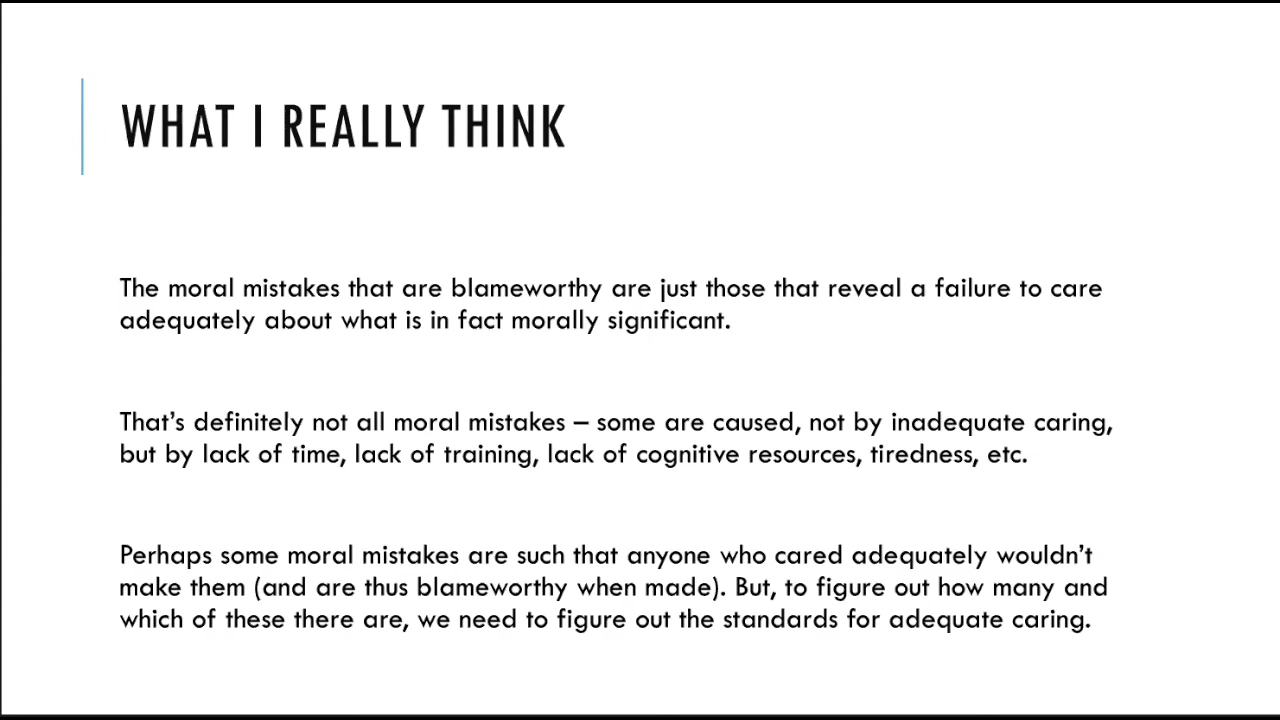 WHAT I REALLY THINK
The moral mistakes that are blameworthy are just those that reveal a failure to care
adequately about what is in fact morally significant.
That’s definitely not all moral mistakes – some are caused, not by inadequate caring,
but by lack of time, lack of training, lack of cognitive resources, tiredness, etc.
Perhaps some moral mistakes are such that anyone who cared adequately wouldn’t
make them (and are thus blameworthy when made). But, to figure out how many and
which of these there are, we need to figure out the standards for adequate caring.